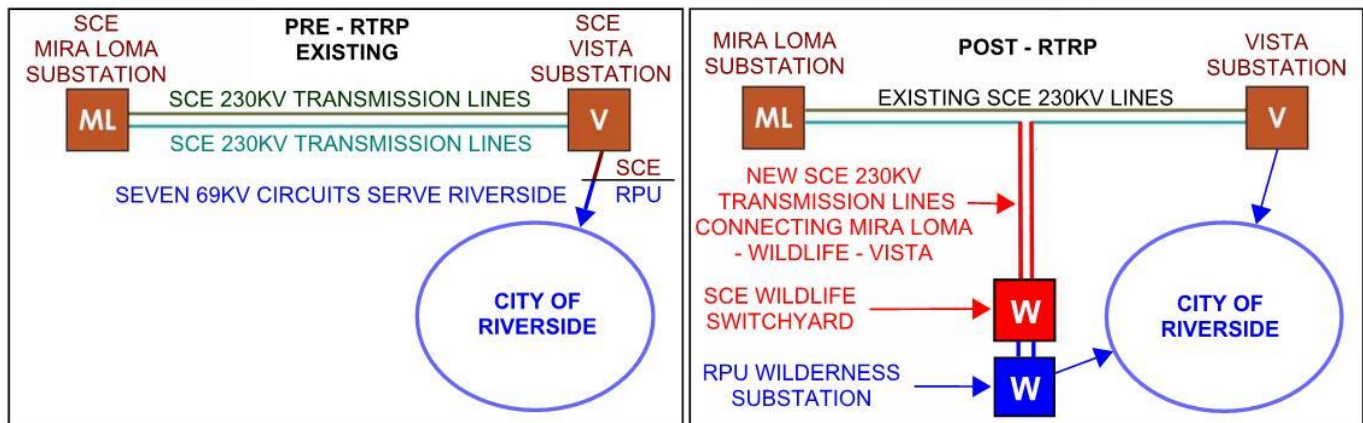 SCE
MIRA LOMA
SUBSTATION
PRE - RTRP
EXISTING
SCE
VISTA
SUBSTATION
ML
SCE 230KV TRANSMISSION LINES
V
SCE 230KV TRANSMISSION LINES
SCE
SEVEN 69KV CIRCUITS SERVE RIVERSIDE
RPU
CITY OF
RIVERSIDE
MIRA LOMA
SUBSTATION
POST - RTRP
VISTA
SUBSTATION
ML
EXISTING SCE 230KV LINES
V
NEW SCE 230KV
TRANSMISSION LINES
CONNECTING MIRA LOMA
- WILDLIFE - VISTA
SCE WILDLIFE
SWITCHYARD
W
RPU WILDERNESS
SUBSTATION
W
CITY OF
RIVERSIDE